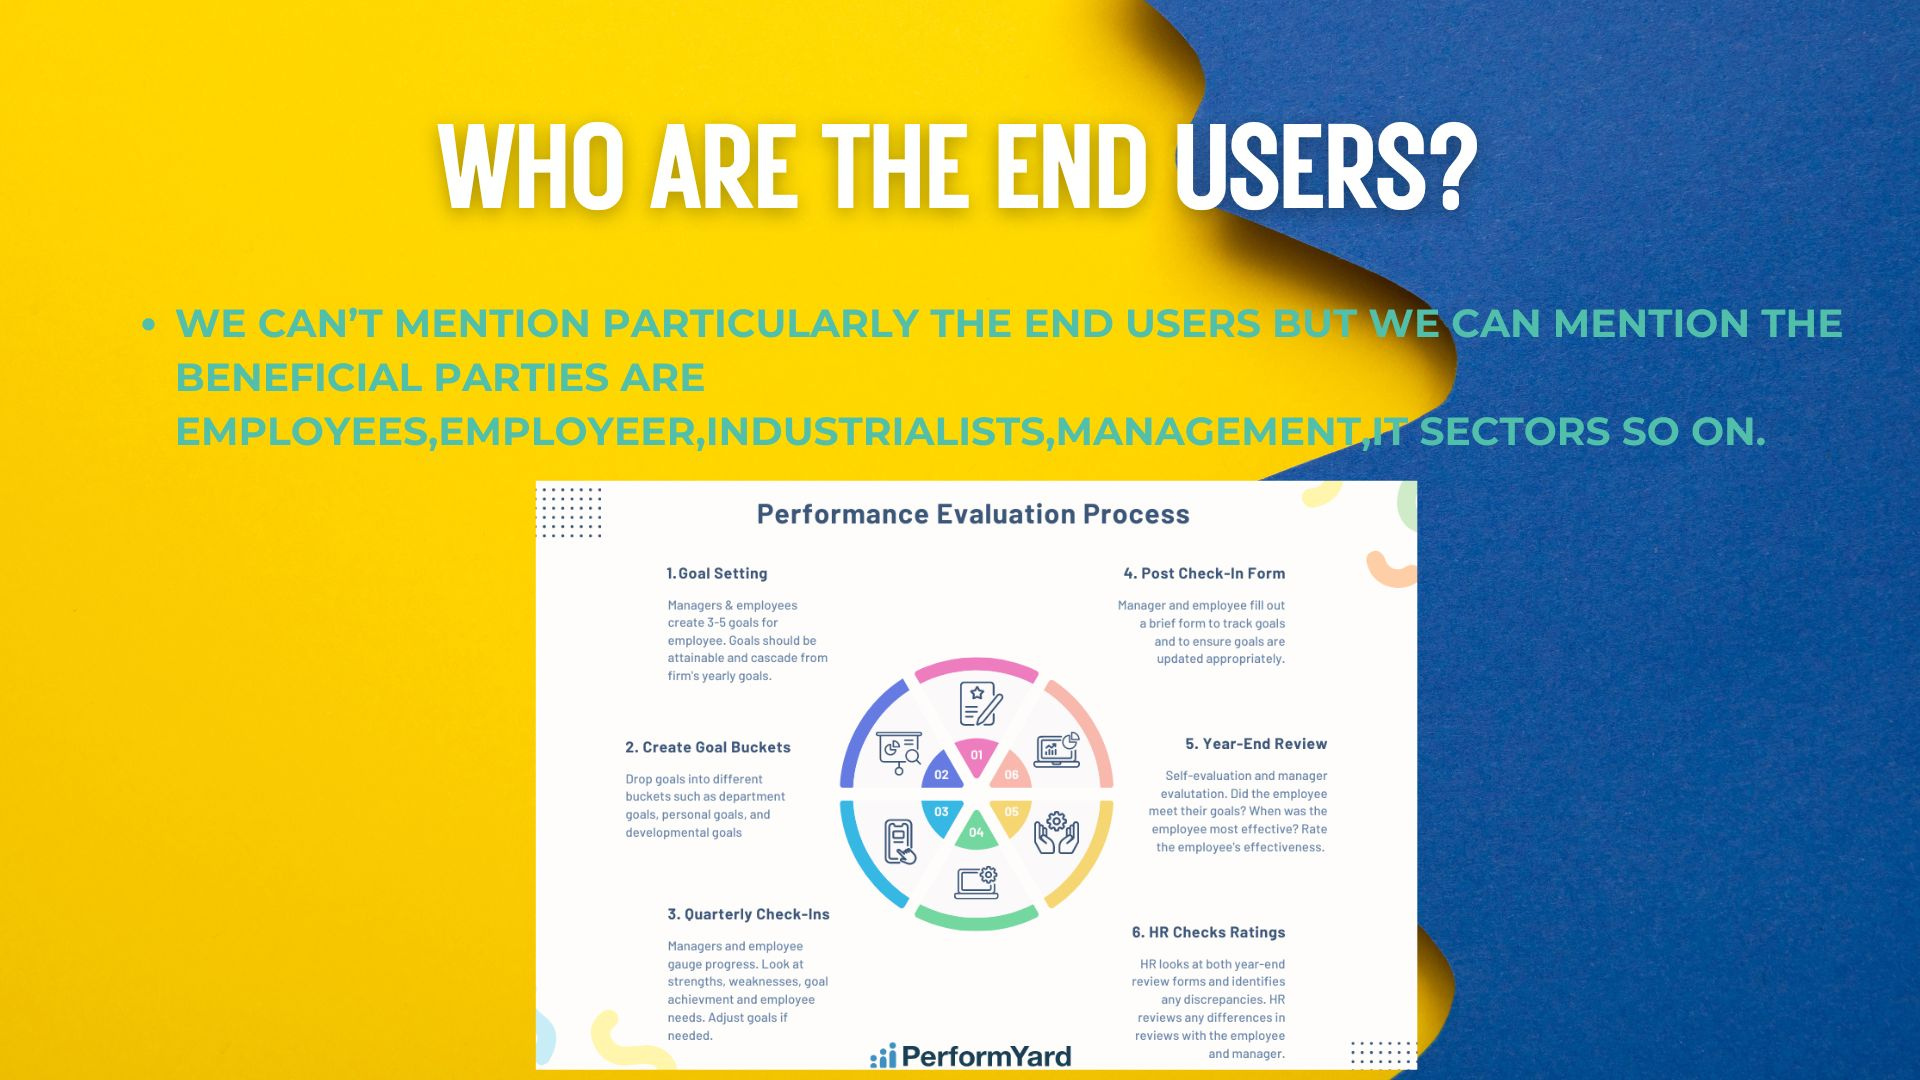 WHO ARE THE END USERS?
• WE CAN’T MENTION PARTICULARLY THE END USERS BUT WE CAN MENTION THE
BENEFICIAL PARTIES ARE
EMPLOYEES,EMPLOYEER,INDUSTRIALISTS,MANAGEMENT,IT SECTORS SO ON.
Performance Evaluation Process
1.Goal Setting
Managers & employees
create 3-5 goals for
employee. Goals should be
attainable and cascade from
firm's yearly goals.
2. Create Goal Buckets
Drop goals into different
buckets such as department
goals, personal goals, and
developmental goals
3. Quarterly Check-Ins
Managers and employee
gauge progress. Look at
strengths, weaknesses, goal
achievment and employee
needs. Adjust goals if
needed.
01
02
06
03
05
04
4. Post Check-In Form
Manager and employee fill out
a brief form to track goals
and to ensure goals are
updated appropriately.
5. Year-End Review
Self-evaluation and manager
evalutation. Did the employee
meet their goals? When was the
employee most effective? Rate
the employee's effectiveness.
6. HR Checks Ratings
HR looks at both year-end
review forms and identifies
any discrepancies. HR
reviews any differences in
reviews with the employee
and manager.
PerformYard